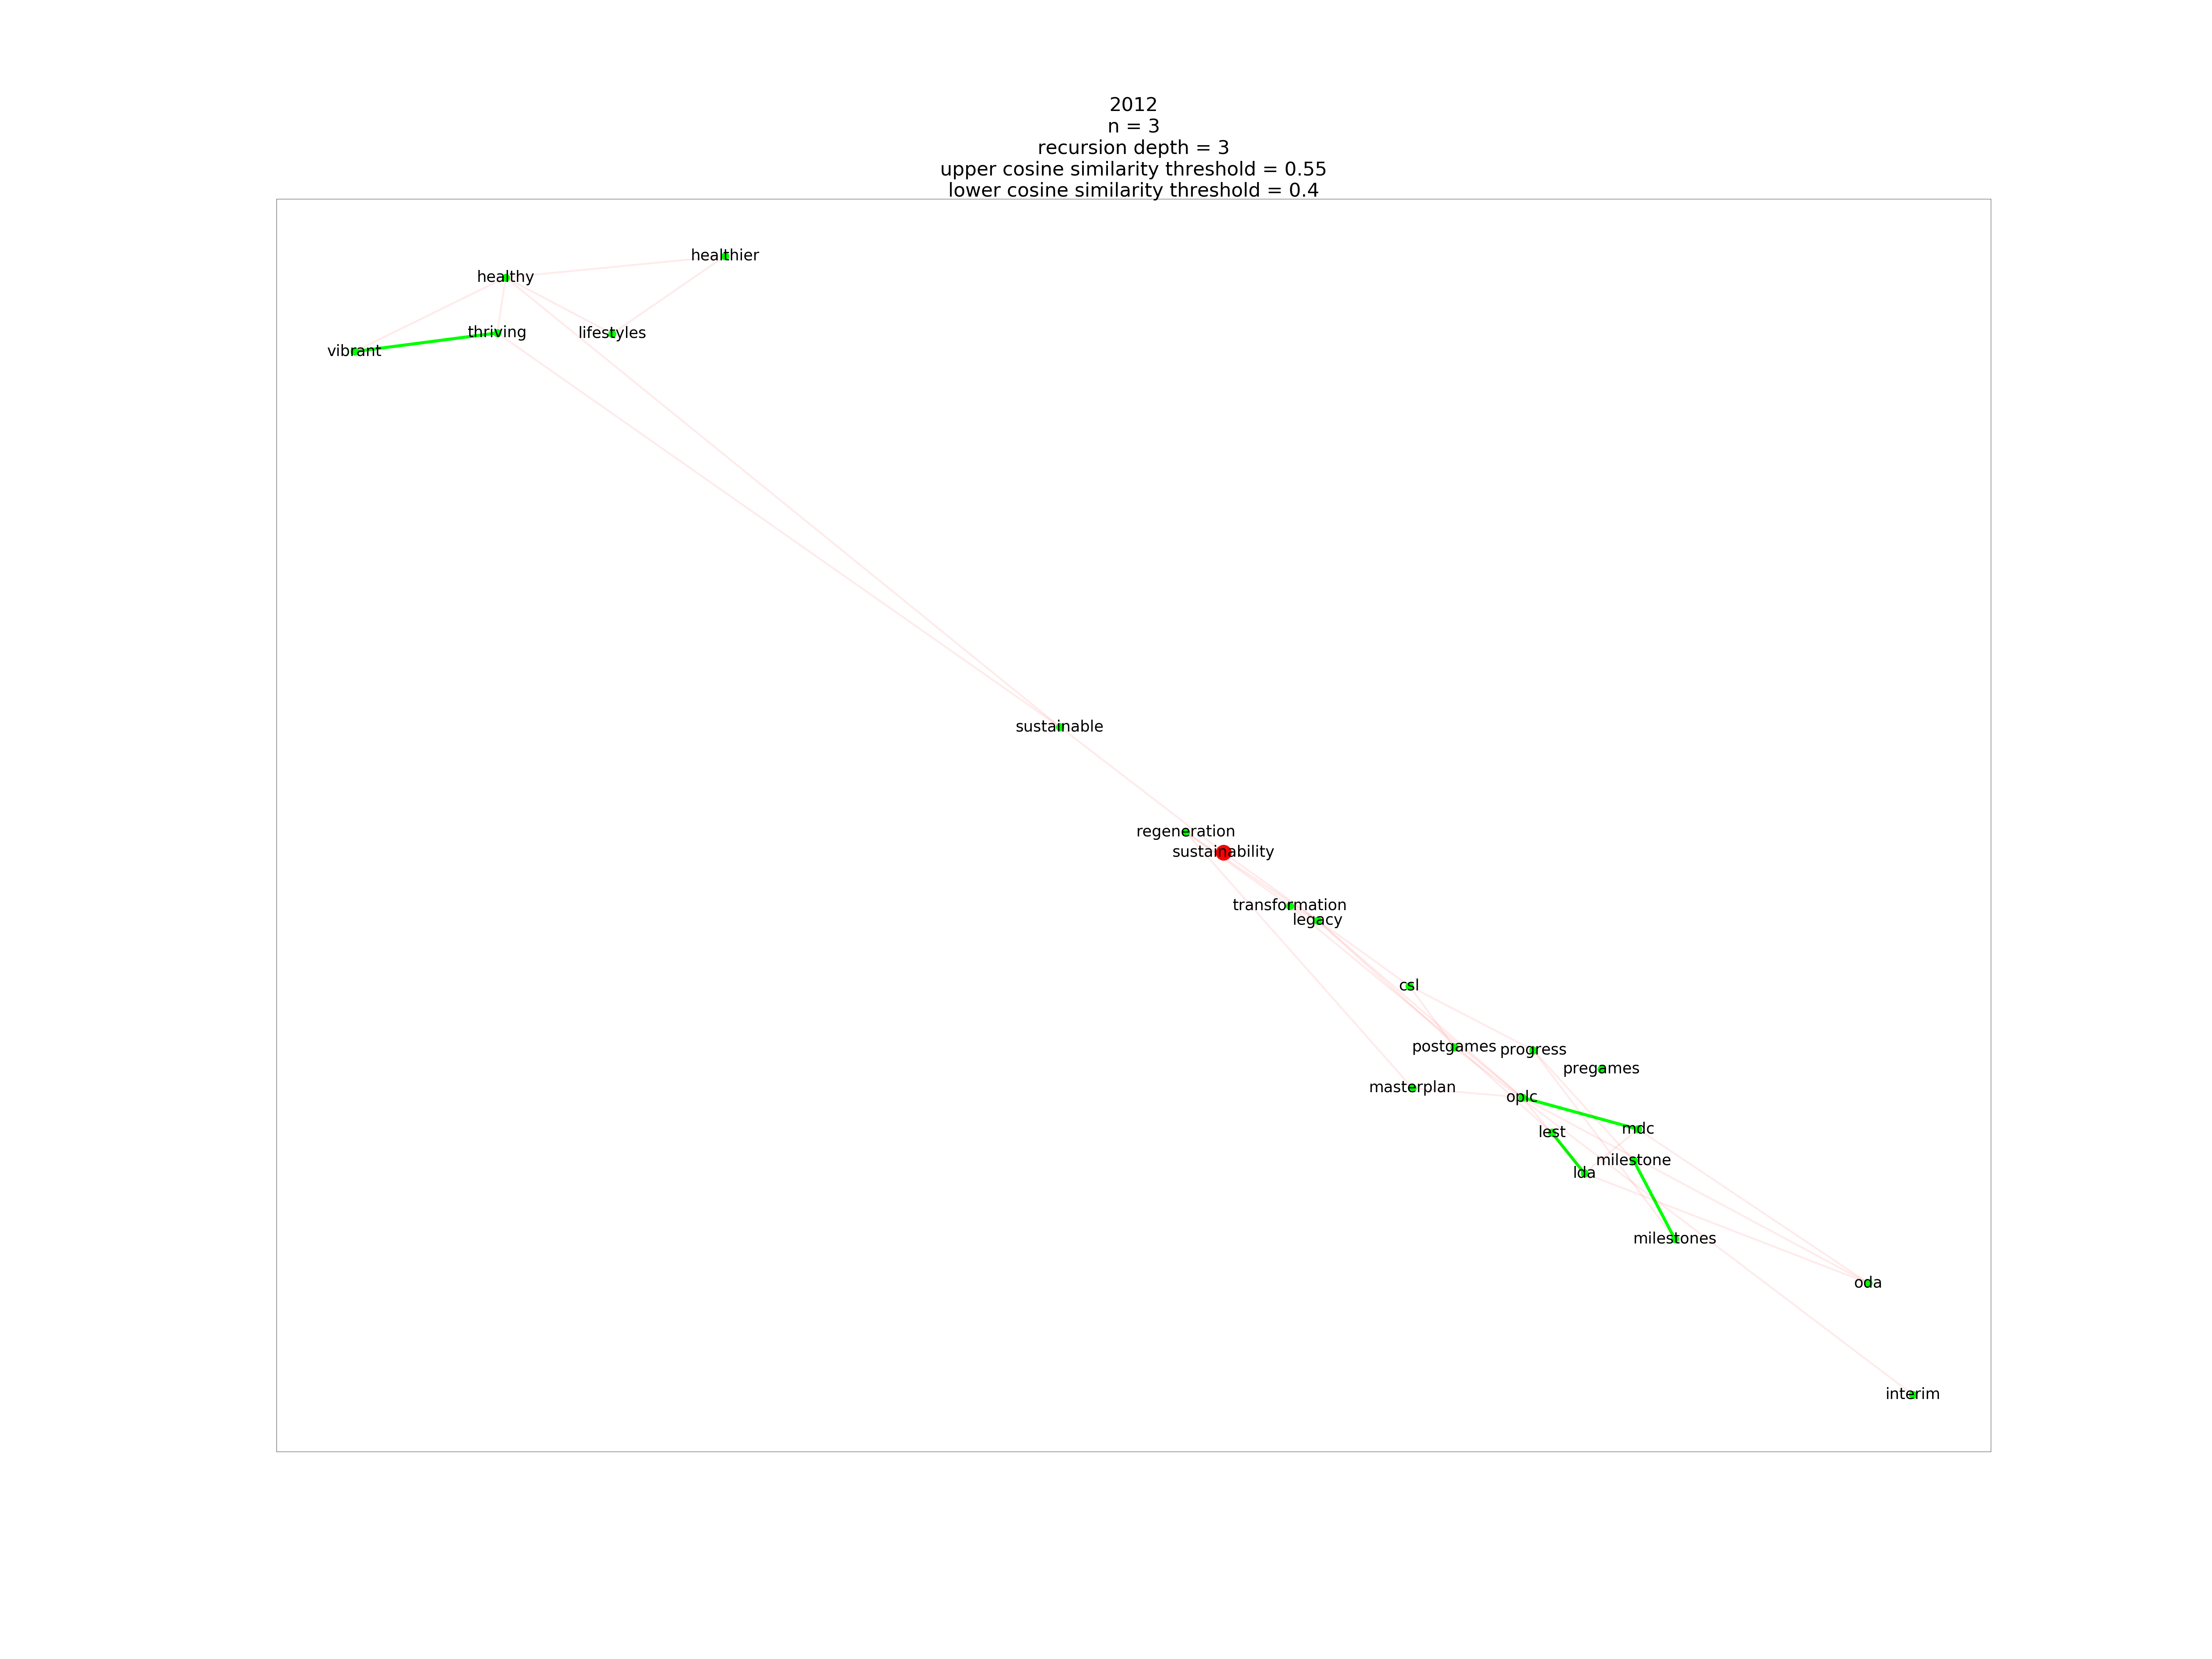 2012
n = 3
recursion depth = 3
upper cosine similarity threshold = 0.55
lower cosine similarity threshold = 0.4
healthier
healthy
thriving
lifestyles
vibrant
sustainable
regeneration
sustainability
transformation
legacy
csl
postgames
progress
pregames
masterplan
oplc
mdc
lest
milestone
lda
milestones
oda
interim